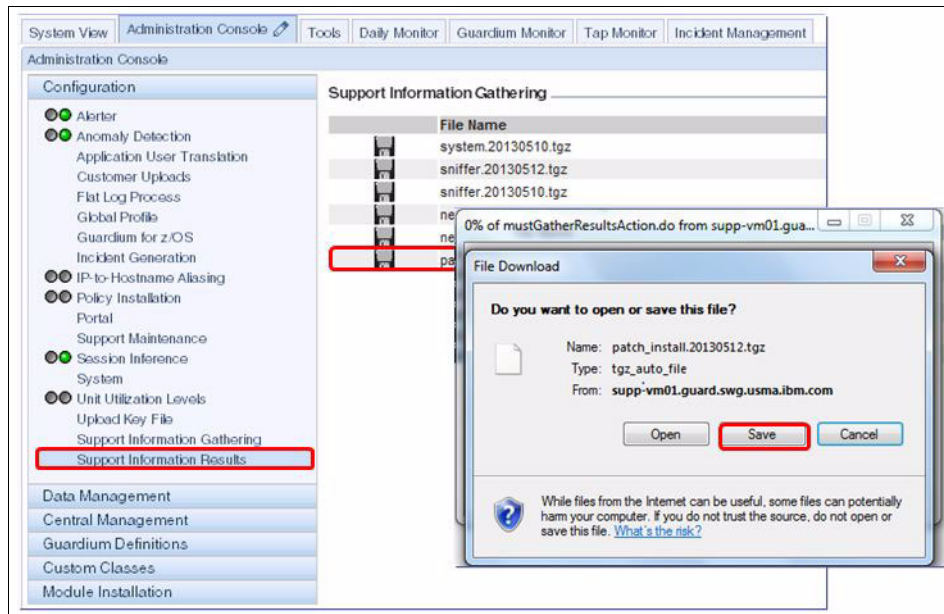 System View
Administration Console
Tools
Daily Monitor
Guardium Monitor
Tap Monitor
Incident Management
Administration Console
Configuration
Alerter
Anomaly Detection
Application User Translation
Customer Uploads
Flat Log Process
Global Profile
Guardium for z/OS
Incident Generation
IP-to-Hostname Aliasing
Policy Installation
Portal
Support Maintenance
Session Inference
System
Unit Utilization Levels
Upload Key File
Support Information Gathering
Support Information Results
Data Management
Central Management
Guardium Definitions
Custom Classes
Module Installation
Support Information Gathering
File Name
system.20130510.tgz
sniffer.20130512.tgz
sniffer.20130510.tgz
ne
ne
pa
0% of mustGatherResultsAction.do from supp-vm01.gua...
File Download
Do you want to open or save this file?
Name: patch_install.20130512.tgz
Type: tgz_auto_file
From: supp-vm01.guard.swg.usma.ibm.com
Open
Save
Cancel
While files from the Internet can be useful, some files can potentially
harm your computer. If you do not trust the source, do not open or
save this file. What's the risk?